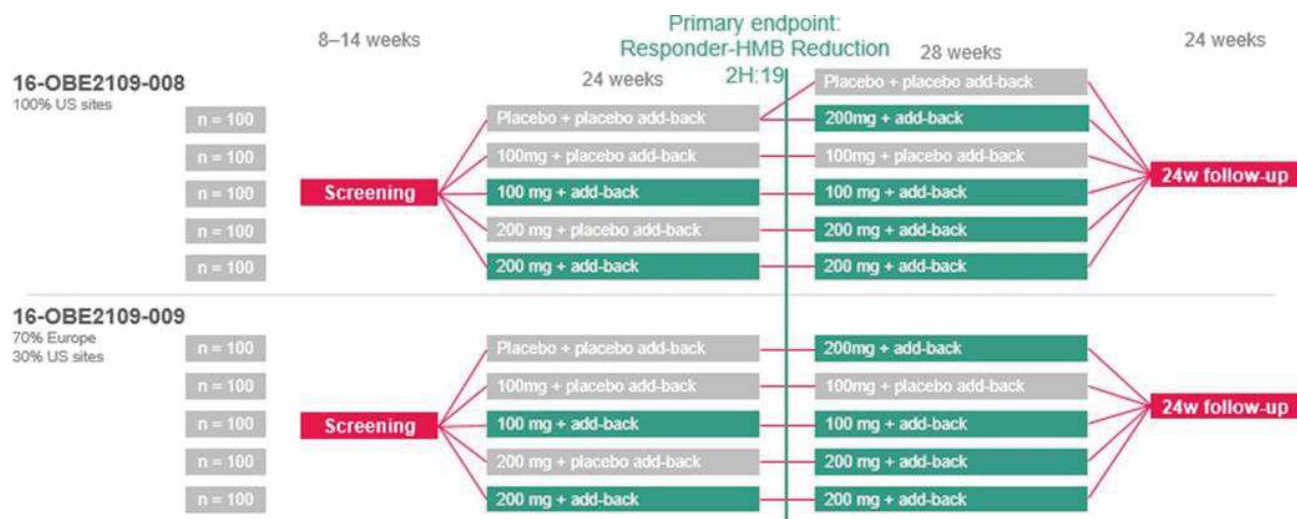 Primary endpoint:
8–14 weeks
Responder-HMB Reduction
24 weeks
28 weeks
2H:19
24 weeks
16-OBE2109-008
100% US sites
Placebo + placebo add-back
n = 100
Placebo + placebo add-back
200mg + add-back
n = 100
100mg + placebo add-back
100mg + placebo add-back
24w follow-up
n = 100
Screening
100 mg + add-back
100 mg + add-back
n = 100
200 mg + placebo add-back
200 mg + add-back
n = 100
200 mg + add-back
200 mg + add-back
16-OBE2109-009
70% Europe
30% US sites
n = 100
Placebo + placebo add-back
200mg + add-back
n = 100
100mg + placebo add-back
100mg + placebo add-back
24w follow-up
n = 100
Screening
100 mg + add-back
100 mg + add-back
n = 100
200 mg + placebo add-back
200 mg + add-back
n = 100
200 mg + add-back
200 mg + add-back